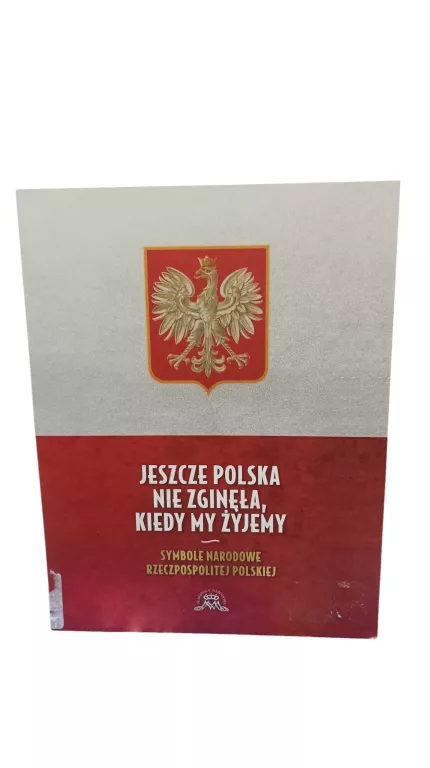 JESZCZE POLSKA
NIE ZGINĘŁA,
KIEDY MY ŻYJEMY
SYMBOLE NARODOWE
RZECZPOSPOLITEJ POLSKIEJ